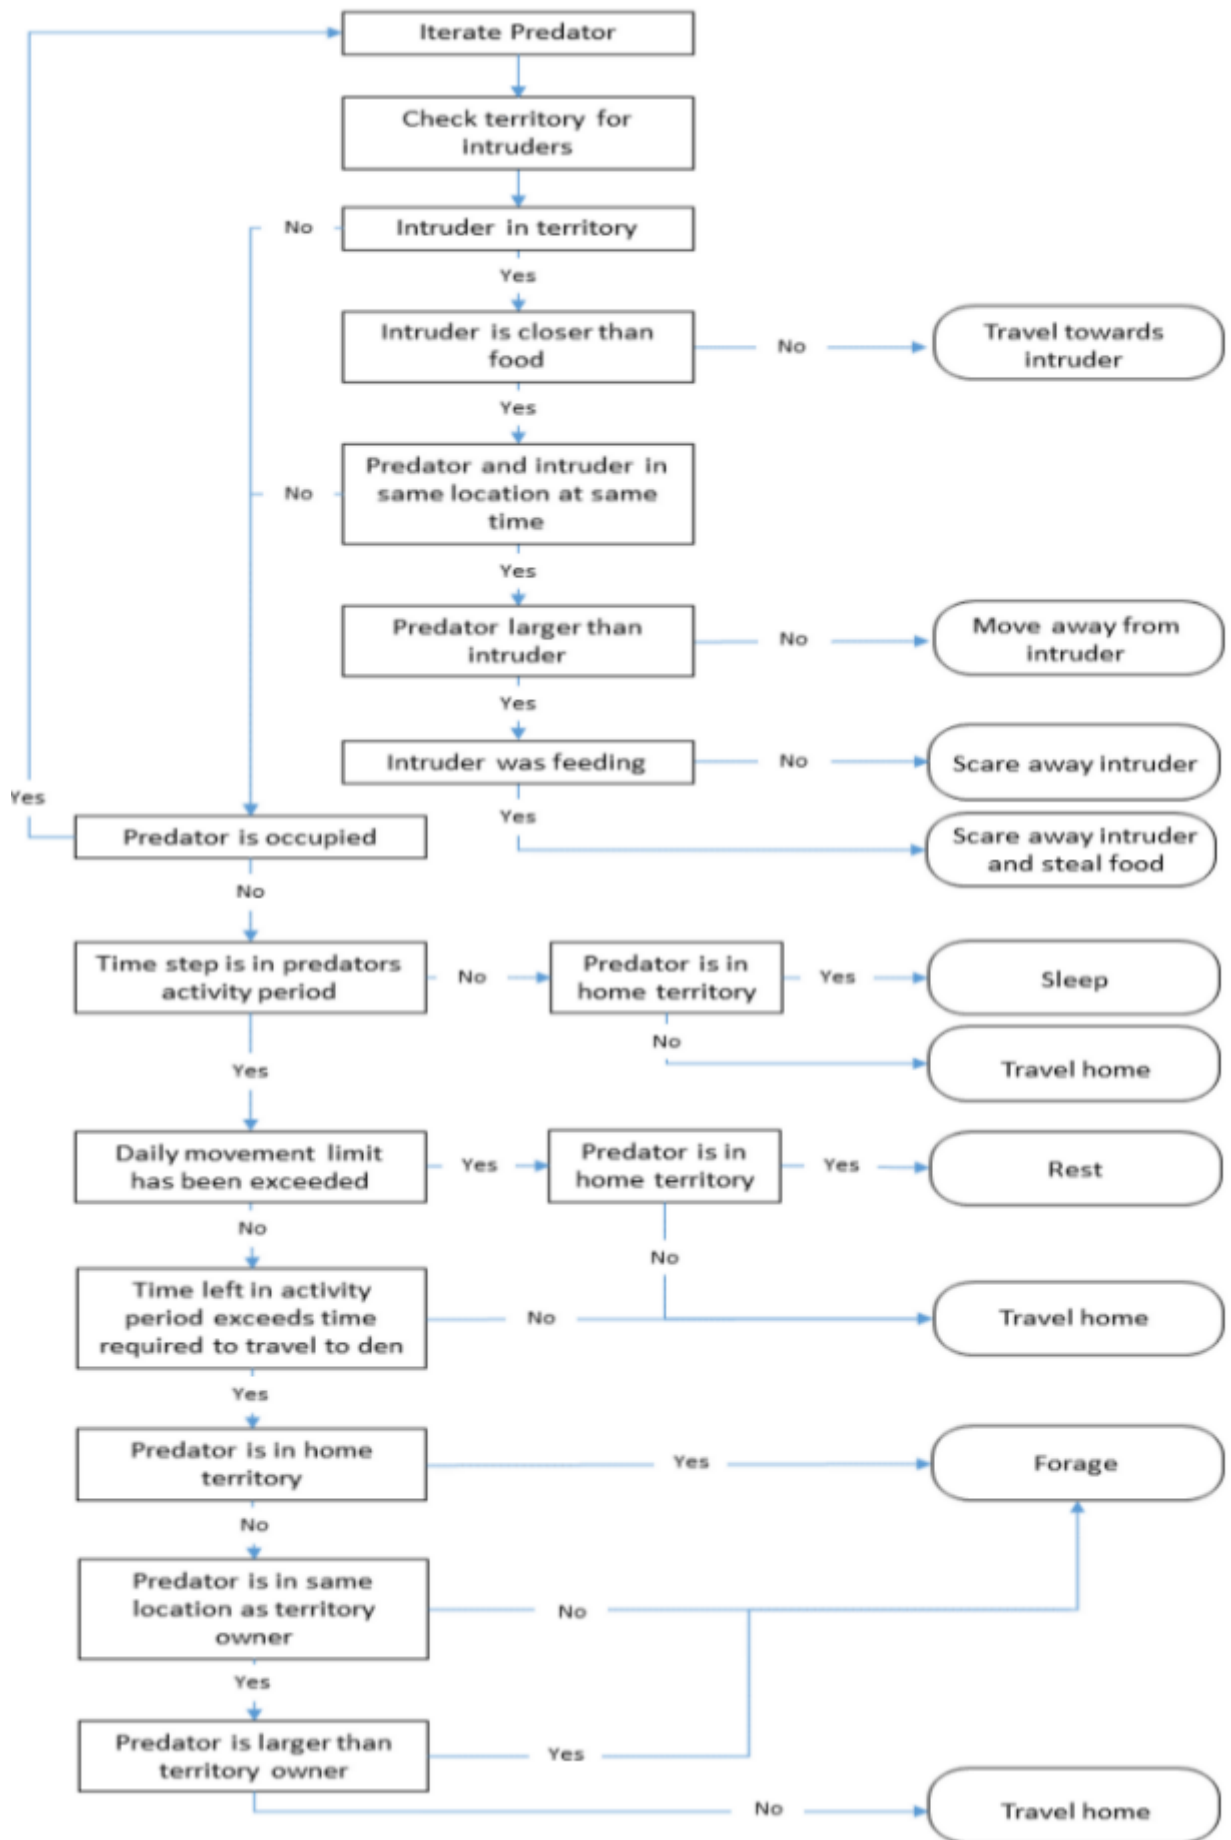 Iterate Predator
Check territory for
intruders
No
Intruder in territory
Yes
Intruder is closer than
food
No
Travel towards
intruder
Yes
Predator and intruder in
same location at same
time
No
Yes
Predator larger than
intruder
No
Move away from
intruder
Yes
Intruder was feeding
No
Scare away intruder
Yes
Yes
Predator is occupied
Scare away intruder
and steal food
No
Time step is in predators
activity period
No
Predator is in
home territory
Yes
Sleep
No
Travel home
Yes
Daily movement limit
has been exceeded
Yes
Predator is in
home territory
Yes
Rest
No
No
Time left in activity
period exceeds time
required to travel to den
No
Travel home
Yes
Predator is in home
territory
Yes
Forage
No
Predator is in same
location as territory
owner
No
Yes
Predator is larger than
territory owner
Yes
No
Travel home